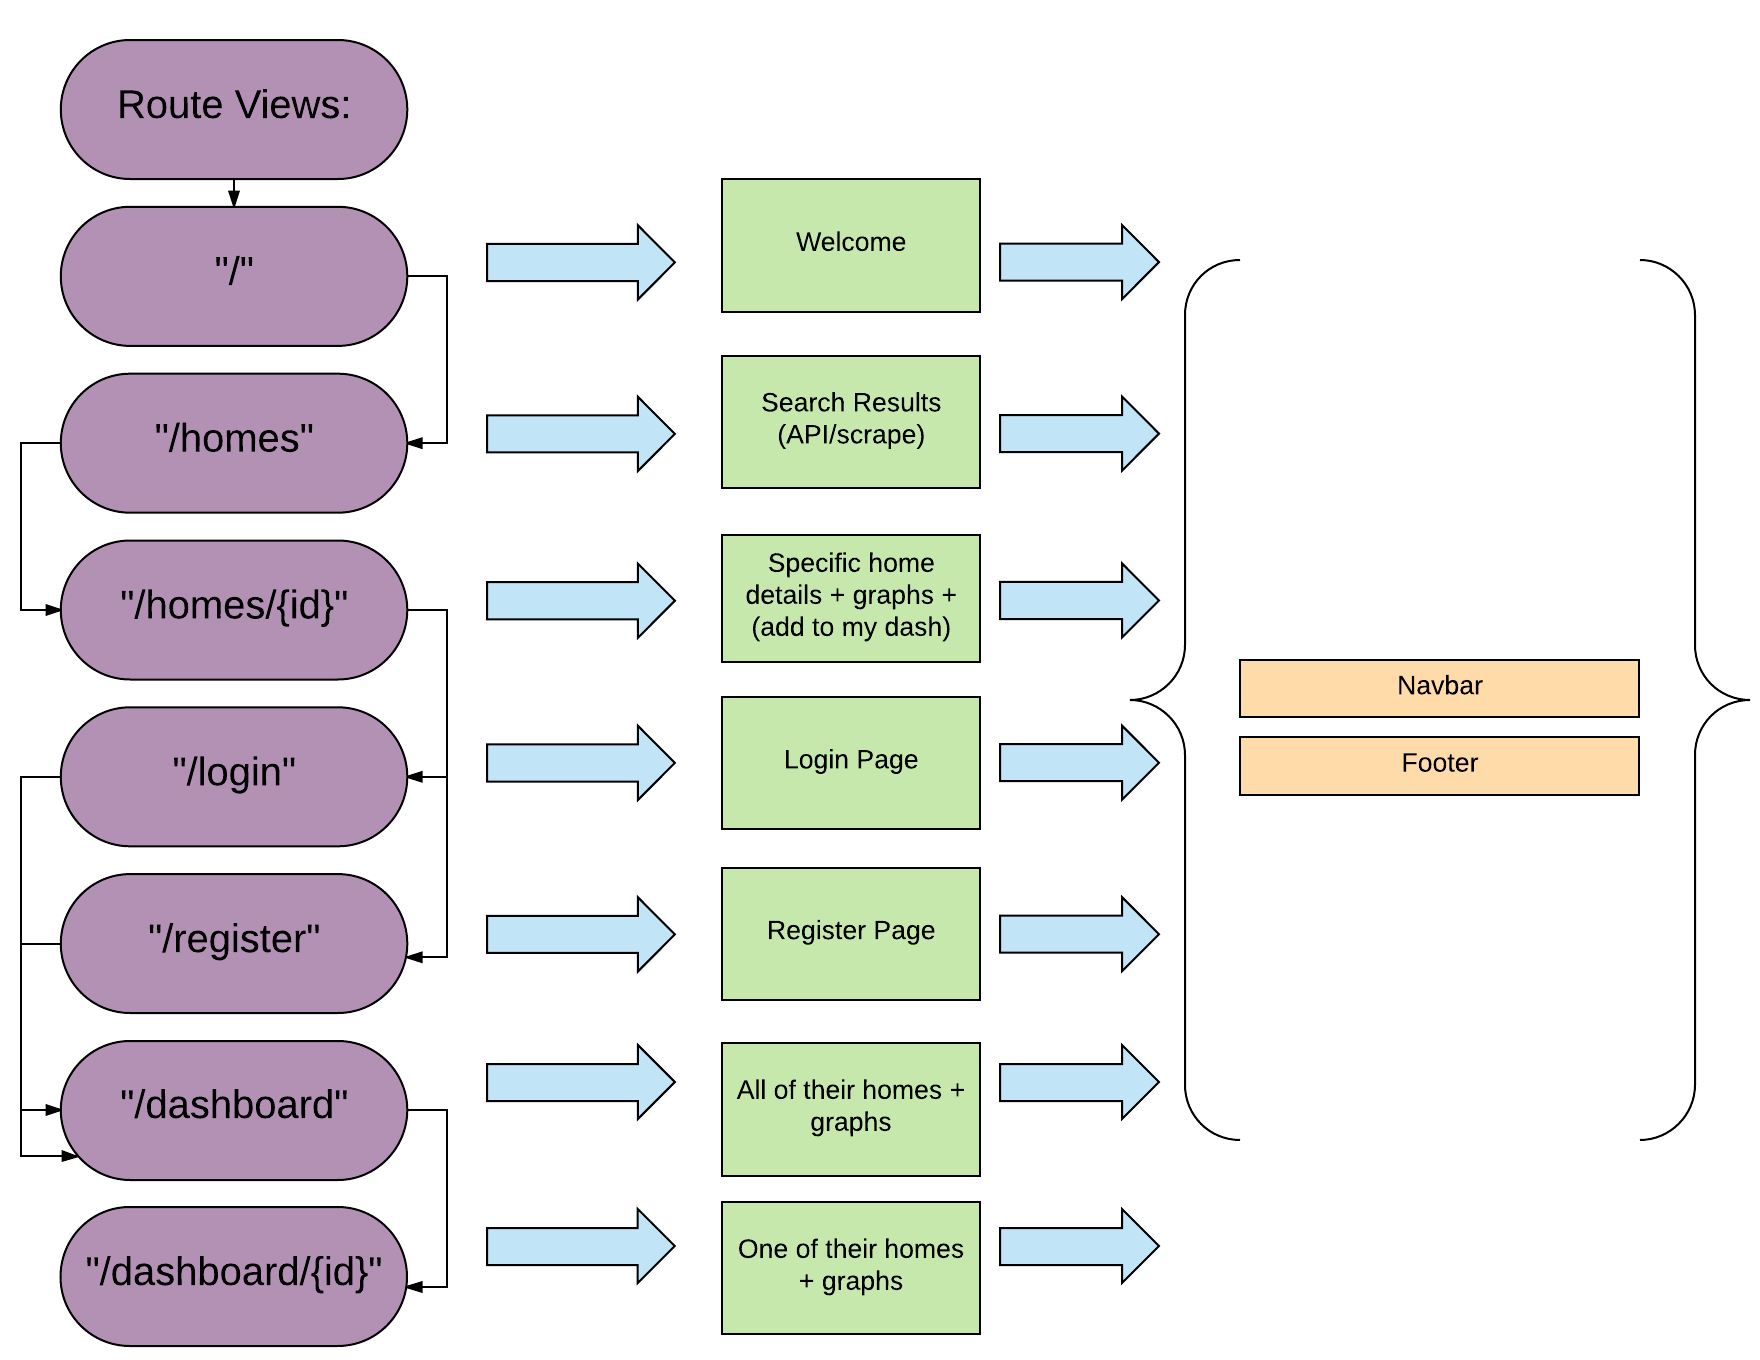 Route Views:
"/"
Welcome
"/homes"
Search Results
(API/scrape)
"/homes/{id}"
Specific home
details + graphs +
(add to my dash)
"/login"
Login Page
"/register"
Register Page
"/dashboard"
All of their homes +
graphs
"/dashboard/{id}"
One of their homes
+ graphs
Navbar
Footer